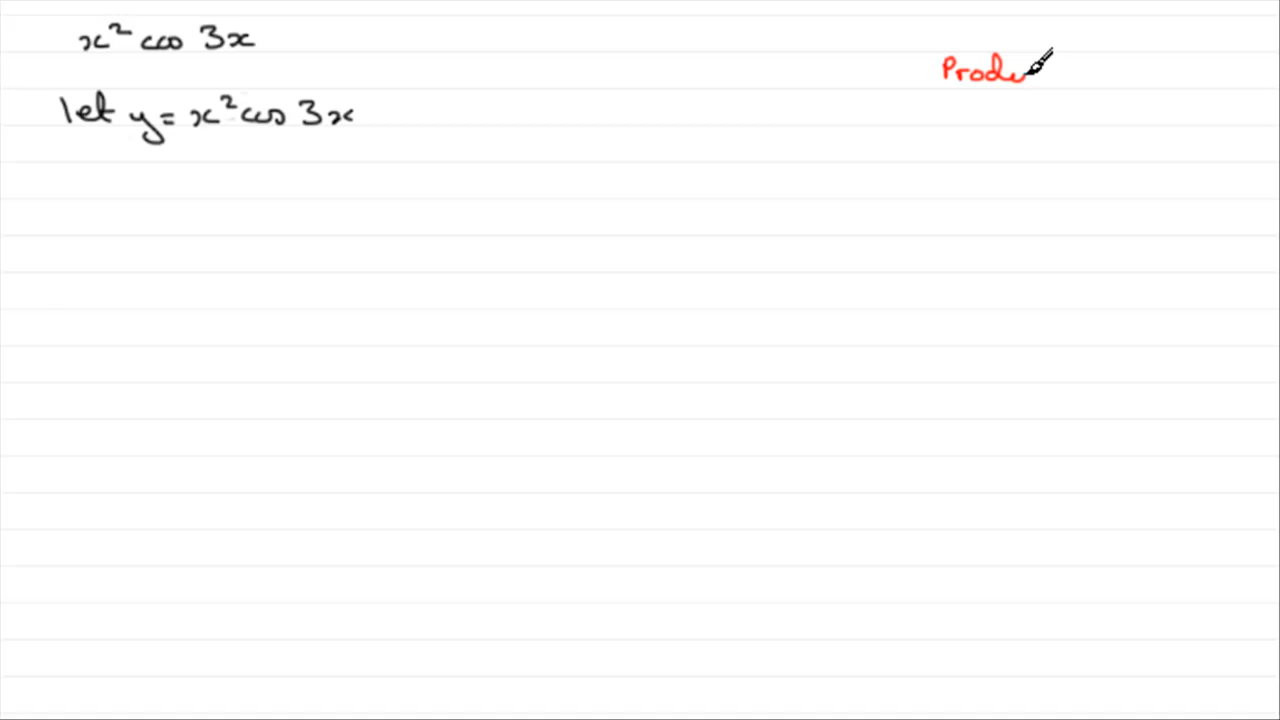 x² cos 3x
Produ
let y = x² cos 3x